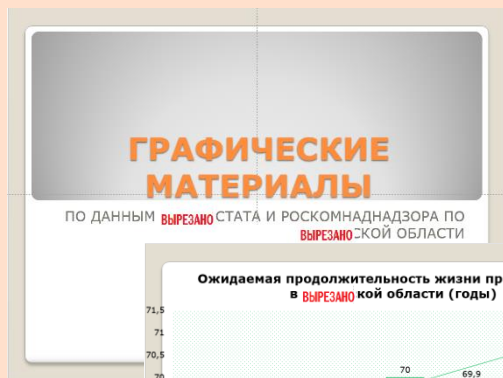 ГРАФИЧЕСКИЕ
МАТЕРИАЛЫ
ПО ДАННЫМ ВЫРЕЗАНО СТАТА И РОСКОМНАДНАДЗОРА ПО
ВЫРЕЗАНО СКОЙ ОБЛАСТИ
Ожидаемая продолжительность жизни пр
в ВЫРЕЗАНО кой области (годы)
71,5
71
70,5
70
70
69,9